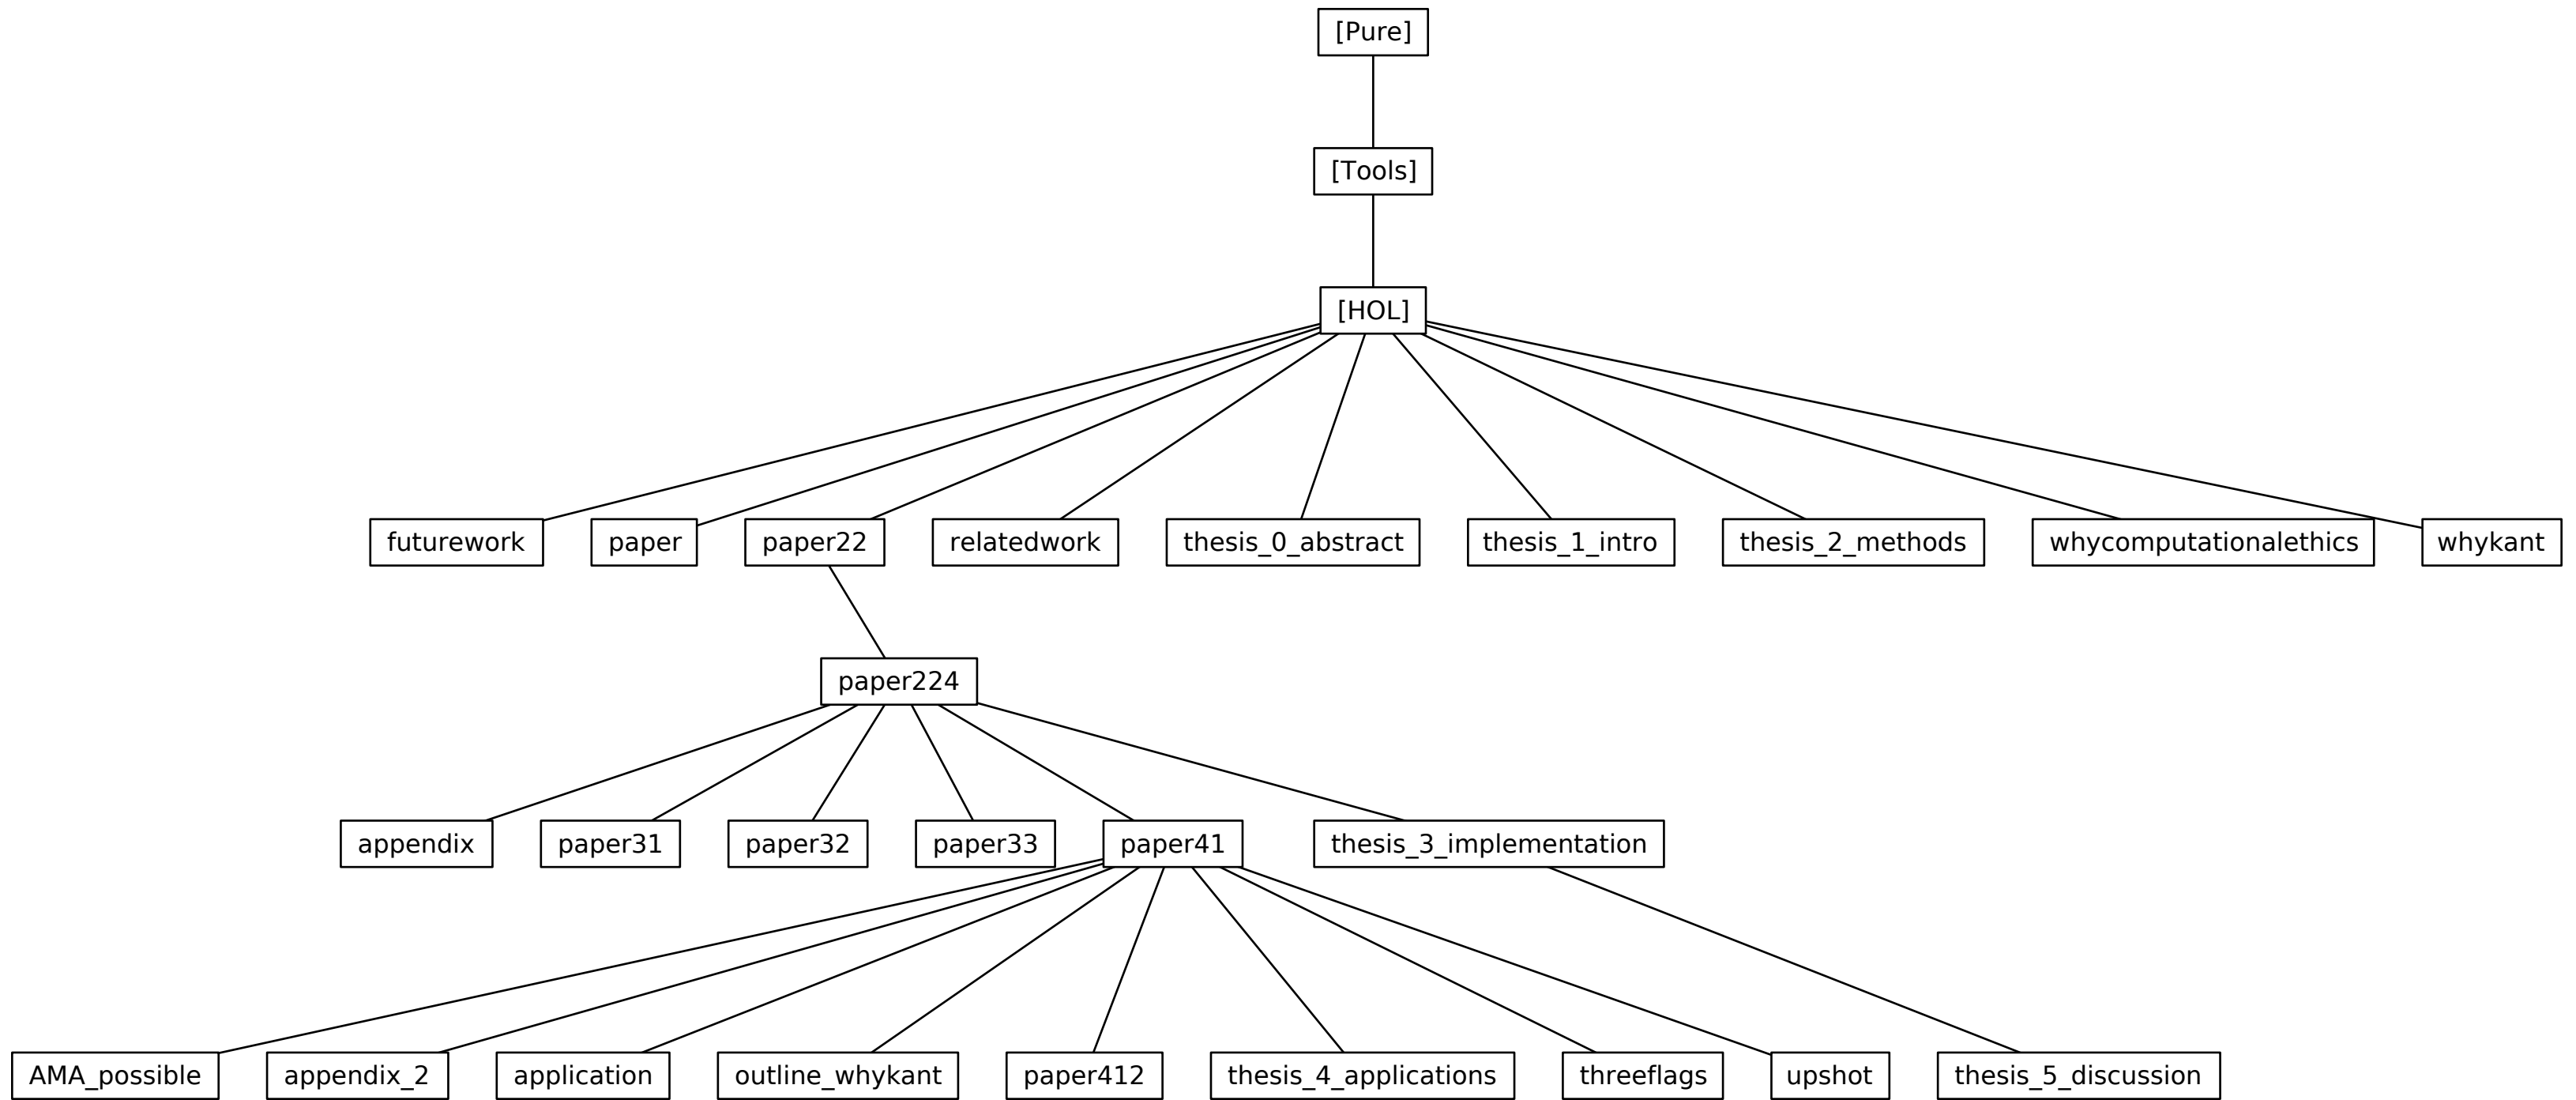 [Pure]
[Tools]
[HOL]
futurework
paper
paper22
relatedwork
thesis_0_abstract
thesis_1_intro
thesis_2_methods
whycomputationalethics
whykant
paper224
appendix
paper31
paper32
paper33
paper41
thesis_3_implementation
AMA_possible
appendix_2
application
outline_whykant
paper412
thesis_4_applications
threeflags
upshot
thesis_5_discussion